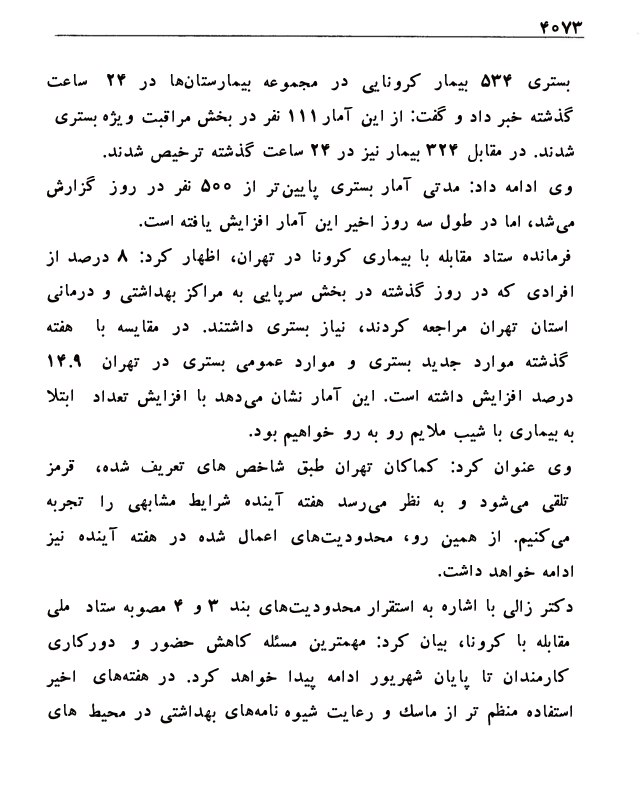 ۴۰۷۳
بستری ۵۳۴ بیمار کرونایی در مجموعه بیمارستان‌ها در ۲۴ ساعت
گذشته خبر داد و گفت: از این آمار ۱۱۱ نفر در بخش مراقبت ویژه بستری
شدند. در مقابل ۳۲۴ بیمار نیز در ۲۴ ساعت گذشته ترخیص شدند.
وی ادامه داد: مدتی آمار بستری پایین‌تر از ۵۰۰ نفر در روز گزارش
می‌شد، اما در طول سه روز اخیر این آمار افزایش یافته است.
فرمانده ستاد مقابله با بیماری کرونا در تهران، اظهار کرد: ۸ درصد از
افرادی که در روز گذشته در بخش سرپایی به مراکز بهداشتی و درمانی
استان تهران مراجعه کردند، نیاز بستری داشتند. در مقایسه با هفته
گذشته موارد جدید بستری و موارد عمومی بستری در تهران ۱۴.۹
درصد افزایش داشته است. این آمار نشان می‌دهد با افزایش تعداد ابتلا
به بیماری با شیب ملایم رو به رو خواهیم بود.
وی عنوان کرد: کماکان تهران طبق شاخص های تعریف شده، قرمز
تلقی می‌شود و به نظر می‌رسد هفته آینده شرایط مشابهی را تجربه
می‌کنیم. از همین رو، محدودیت‌های اعمال شده در هفته آینده نیز
ادامه خواهد داشت.
دکتر زالی با اشاره به استقرار محدودیت‌های بند ۳ و ۴ مصوبه ستاد ملی
مقابله با کرونا، بیان کرد: مهمترین مسئله کاهش حضور و دورکاری
کارمندان تا پایان شهریور ادامه پیدا خواهد کرد. در هفته‌های اخیر
استفاده منظم تر از ماسك و رعایت شیوه نامه‌های بهداشتی در محیط های